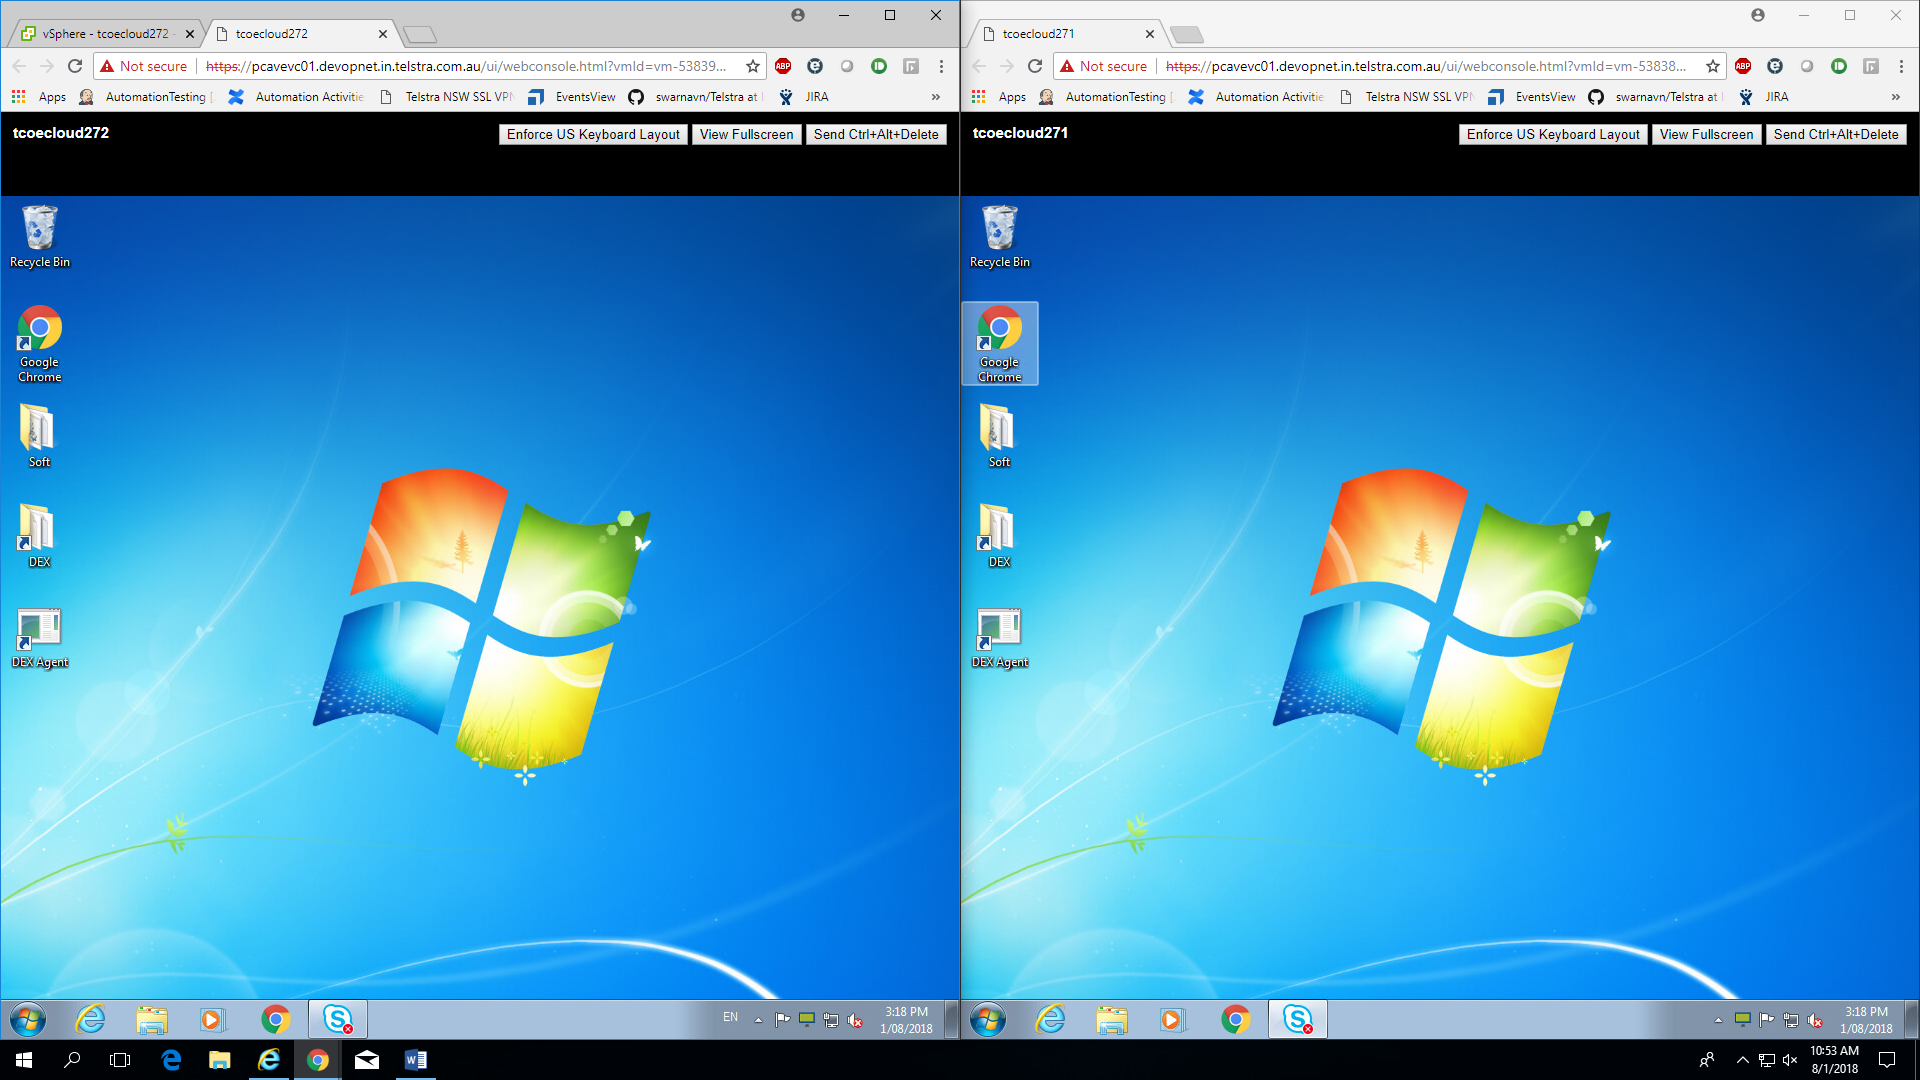 vSphere - tcoecloud272 -
tcoecloud272
Not secure
https://pcavevc01.devopnet.in.telstra.com.au/ui/webconsole.html?vmId=vm-53839...
ABP
Apps
AutomationTesting
Automation Activitie
Telstra NSW SSL VPN
EventsView
swarnavn/Telstra at
JIRA
»
tcoecloud272
Enforce US Keyboard Layout
View Fullscreen
Send Ctrl+Alt+Delete
Recycle Bin
Google
Chrome
Soft
DEX
DEX Agent
EN
3:18 PM
1/08/2018
tcoecloud271
Not secure
https://pcavevc01.devopnet.in.telstra.com.au/ui/webconsole.html?vmId=vm-53838...
ABP
Apps
AutomationTesting
Automation Activitie
Telstra NSW SSL VPN
EventsView
swarnavn/Telstra at
JIRA
»
tcoecloud271
Enforce US Keyboard Layout
View Fullscreen
Send Ctrl+Alt+Delete
Recycle Bin
Google
Chrome
Soft
DEX
DEX Agent
3:18 PM
1/08/2018
10:53 AM
8/1/2018